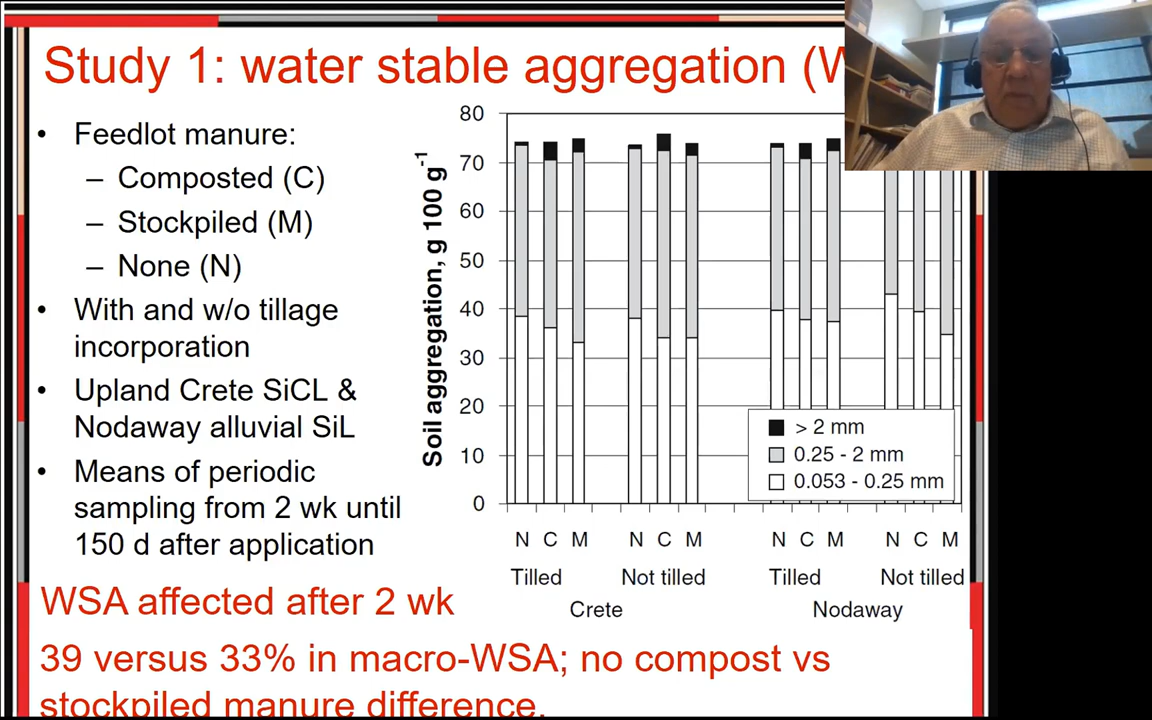 Study 1: water stable aggregation (W
• Feedlot manure:
– Composted (C)
– Stockpiled (M)
– None (N)
• With and w/o tillage
incorporation
• Upland Crete SiCL &
Nodaway alluvial SiL
• Means of periodic
sampling from 2 wk until
150 d after application
WSA affected after 2 wk
39 versus 33% in macro-WSA; no compost vs
stockpiled manure difference.
Soil aggregation, g 100 g⁻¹
80
70
60
50
40
30
20
10
0
> 2 mm
0.25 - 2 mm
0.053 - 0.25 mm
N C M N C M N C M N C M
Tilled Not tilled Tilled Not tilled
Crete Nodaway